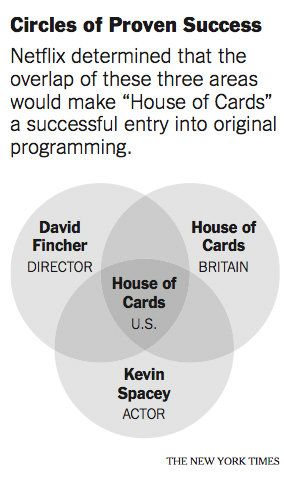 Circles of Proven Success
Netflix determined that the
overlap of these three areas
would make “House of Cards”
a successful entry into original
programming.
David
Fincher
DIRECTOR
House of
Cards
BRITAIN
House of
Cards
U.S.
Kevin
Spacey
ACTOR
THE NEW YORK TIMES